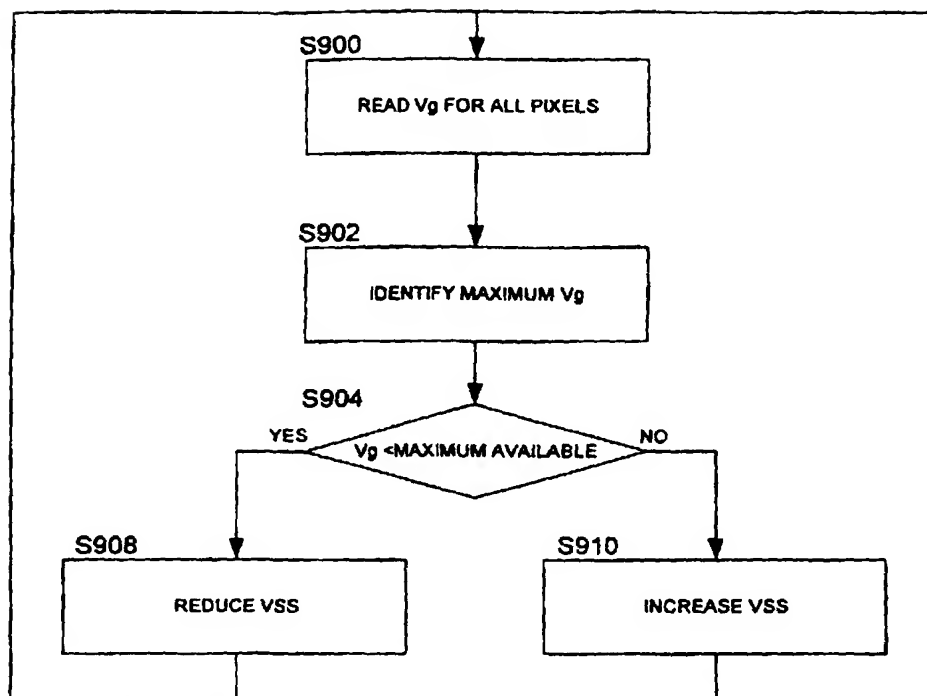 S900
READ Vg FOR ALL PIXELS
S902
IDENTIFY MAXIMUM Vg
S904
YES
Vg <MAXIMUM AVAILABLE
NO
S908
REDUCE VSS
S910
INCREASE VSS